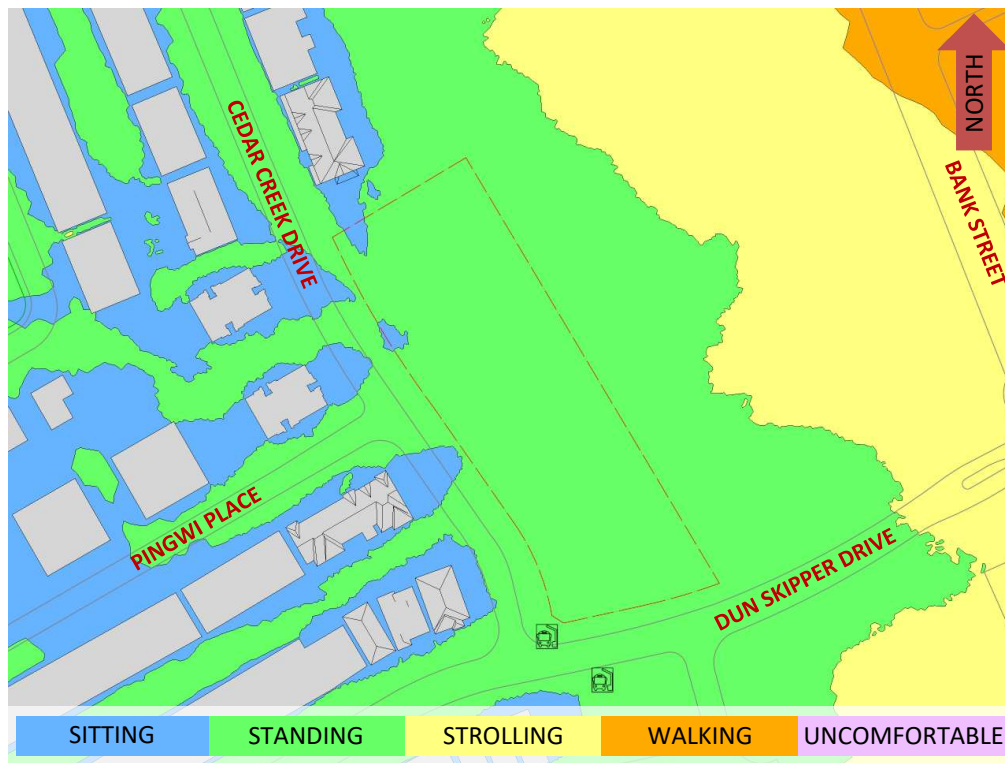 NORTH
CEDAR CREEK DRIVE
BANK STREET
PINGWI PLACE
DUN SKIPPER DRIVE
SITTING STANDING STROLLING WALKING UNCOMFORTABLE